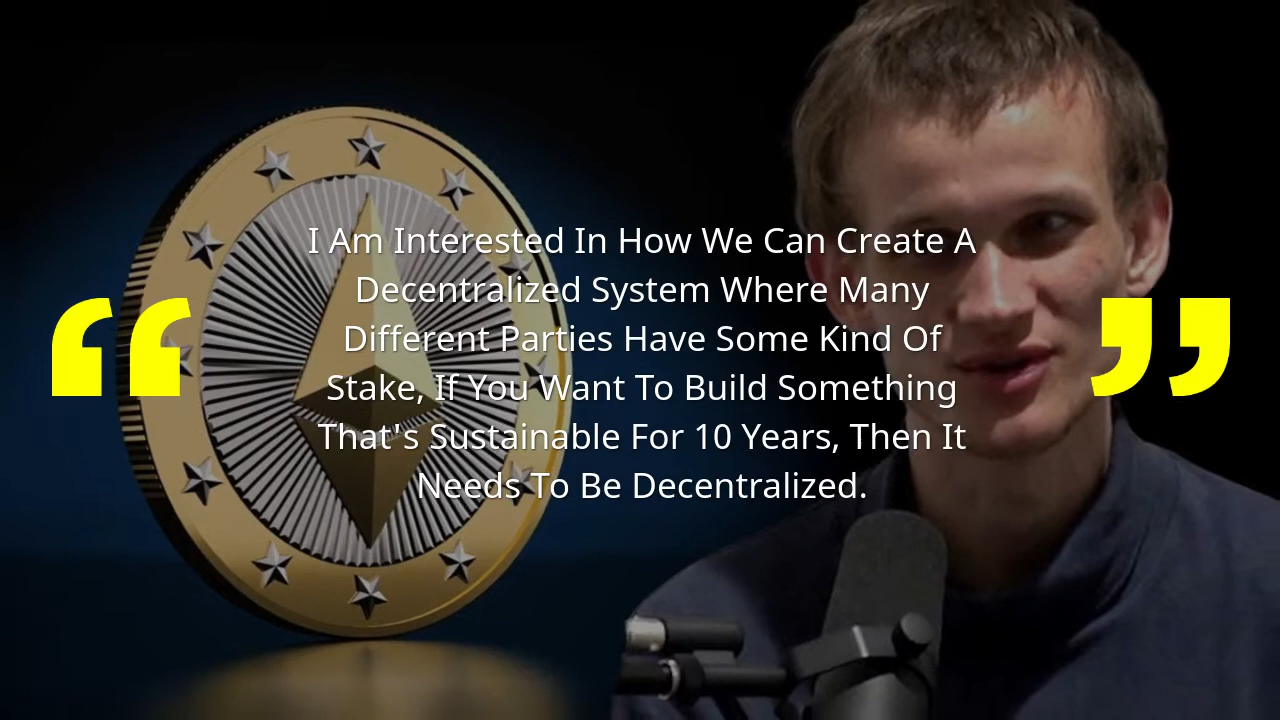 “
I Am Interested In How We Can Create A
Decentralized System Where Many
Different Parties Have Some Kind Of
Stake, If You Want To Build Something
That's Sustainable For 10 Years, Then It
Needs To Be Decentralized.
”